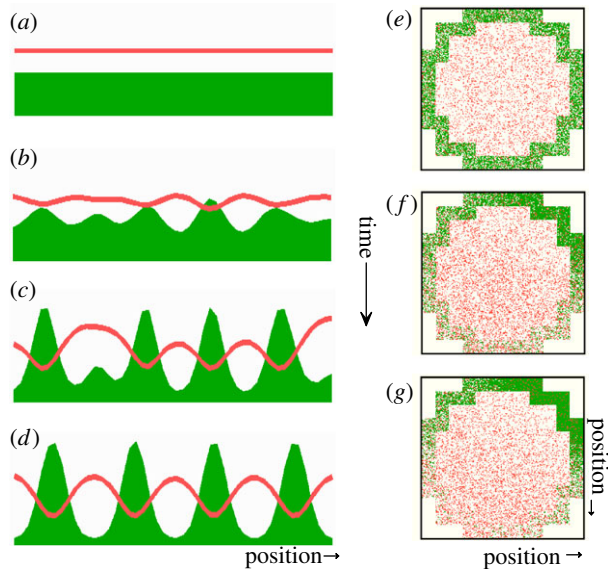 (a)
(b)
(c)
(d)
position→
time
(e)
(f)
(g)
position→
position →